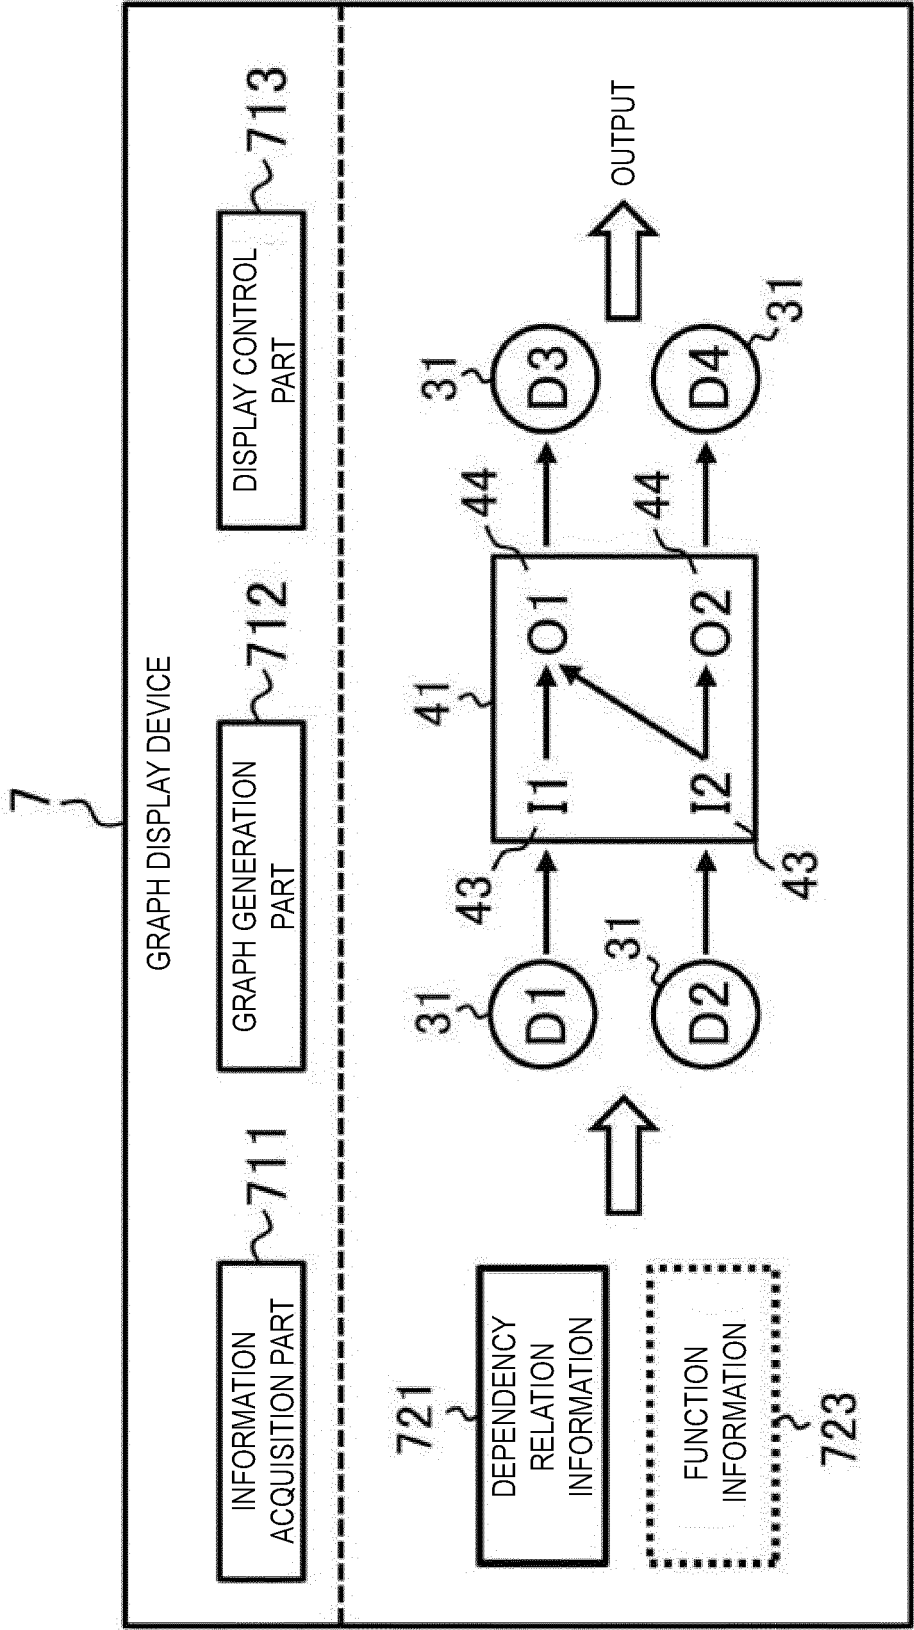 7
GRAPH DISPLAY DEVICE
711
712
713
INFORMATION
ACQUISITION PART
GRAPH GENERATION
PART
DISPLAY CONTROL
PART
721
DEPENDENCY
RELATION
INFORMATION
FUNCTION
INFORMATION
723
31
D1
31
D2
43
41
44
I1
O1
I2
O2
43
44
31
D3
D4
31
OUTPUT